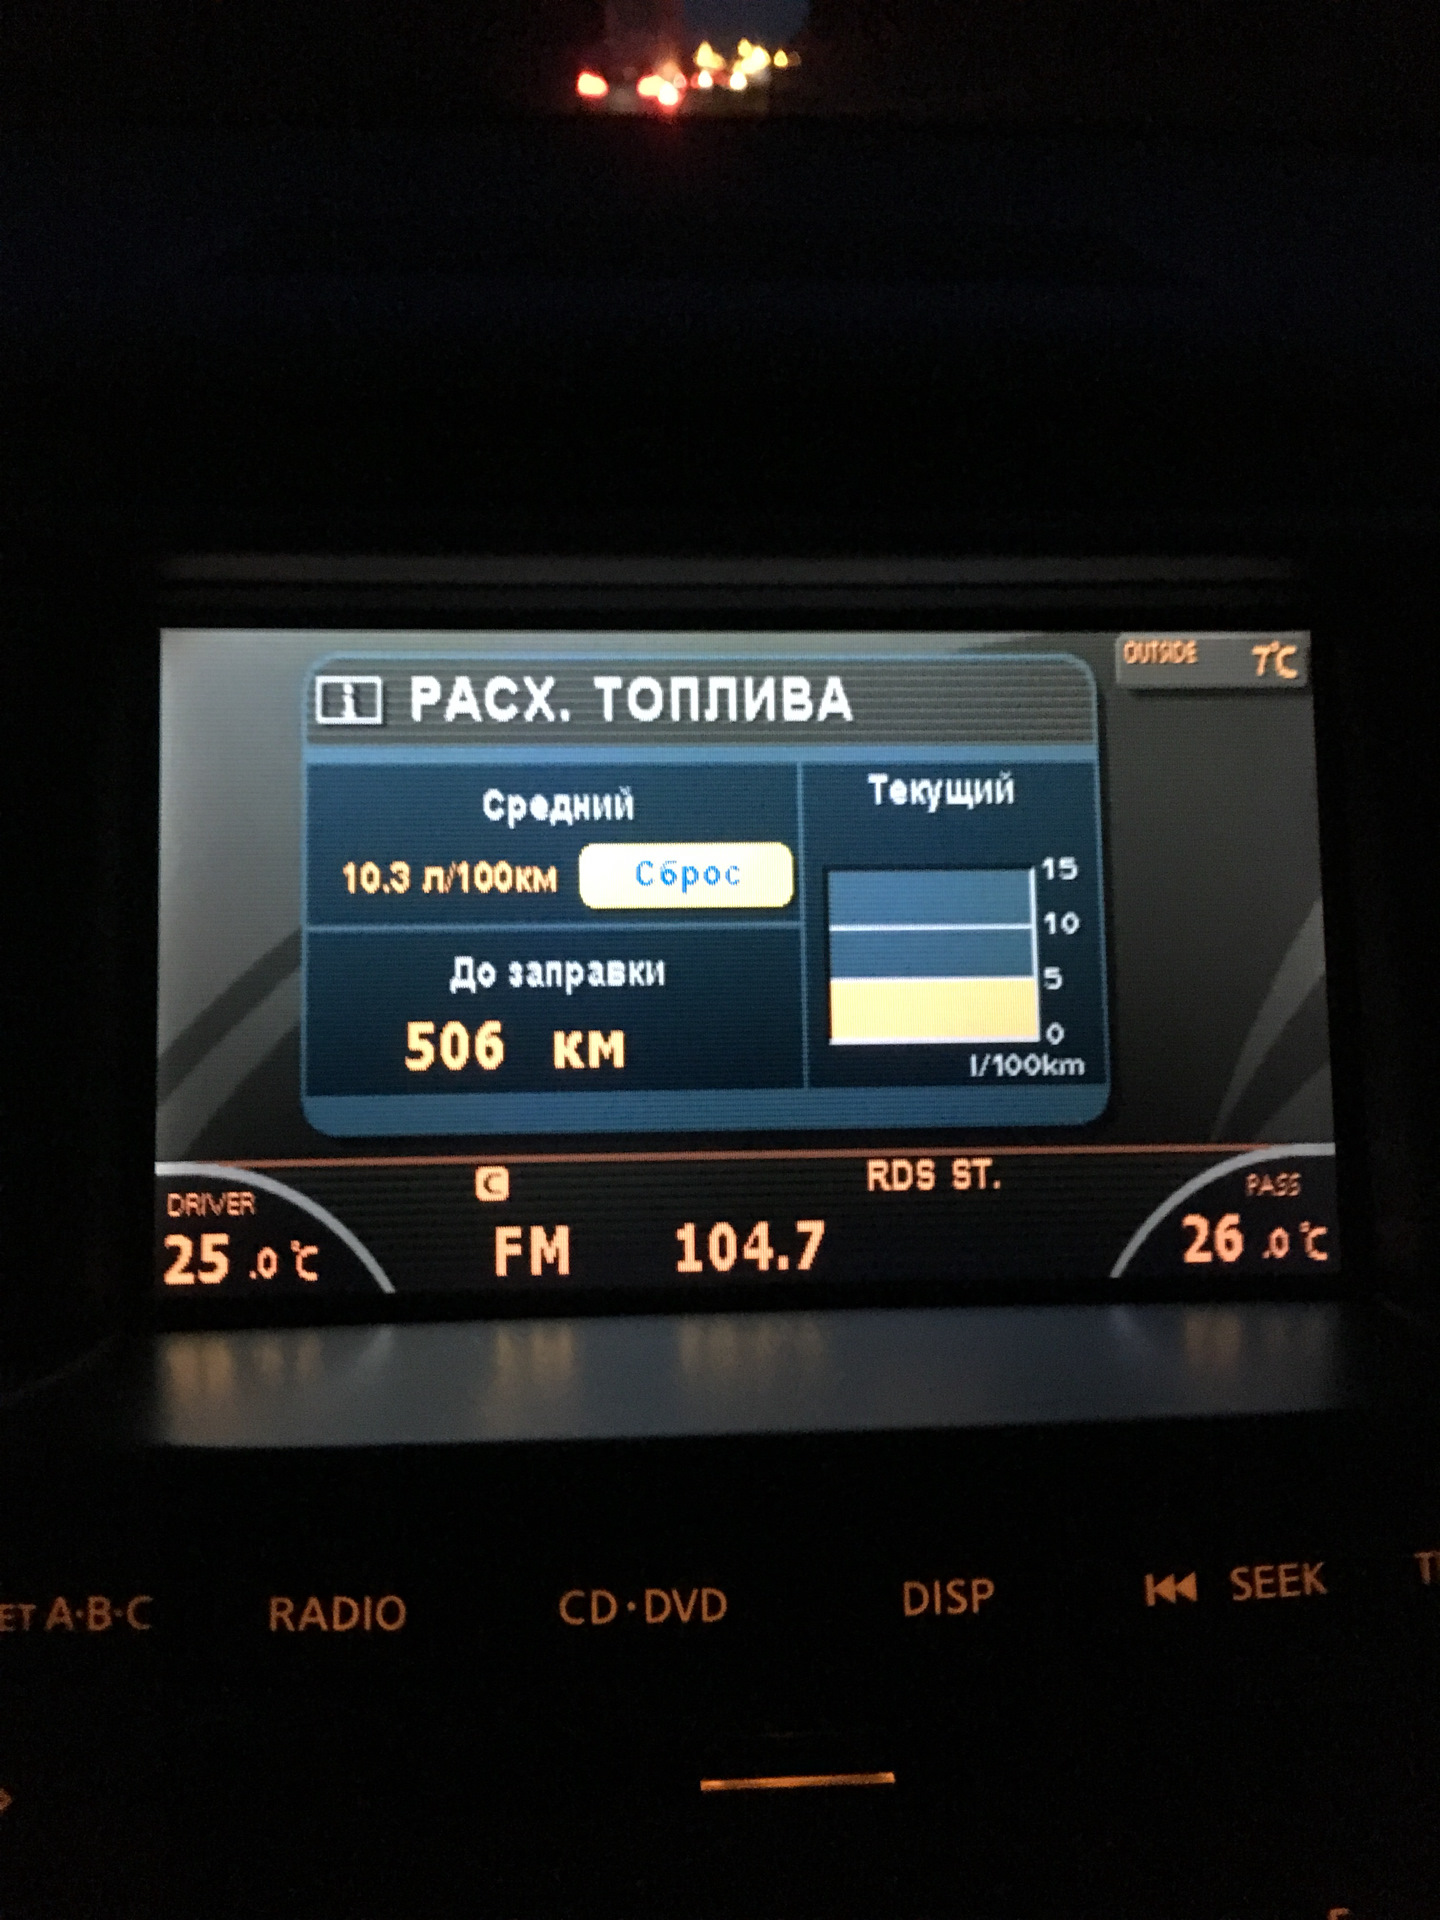 OUTSIDE 7°C
i РАСХ. ТОПЛИВА
Средний
10.3 л/100км Сброс
До заправки
506 км
Текущий
15
10
5
0
l/100km
C RDS ST.
DRIVER PASS
25.0 °C FM 104.7 26.0 °C
ET A·B·C RADIO CD·DVD DISP SEEK